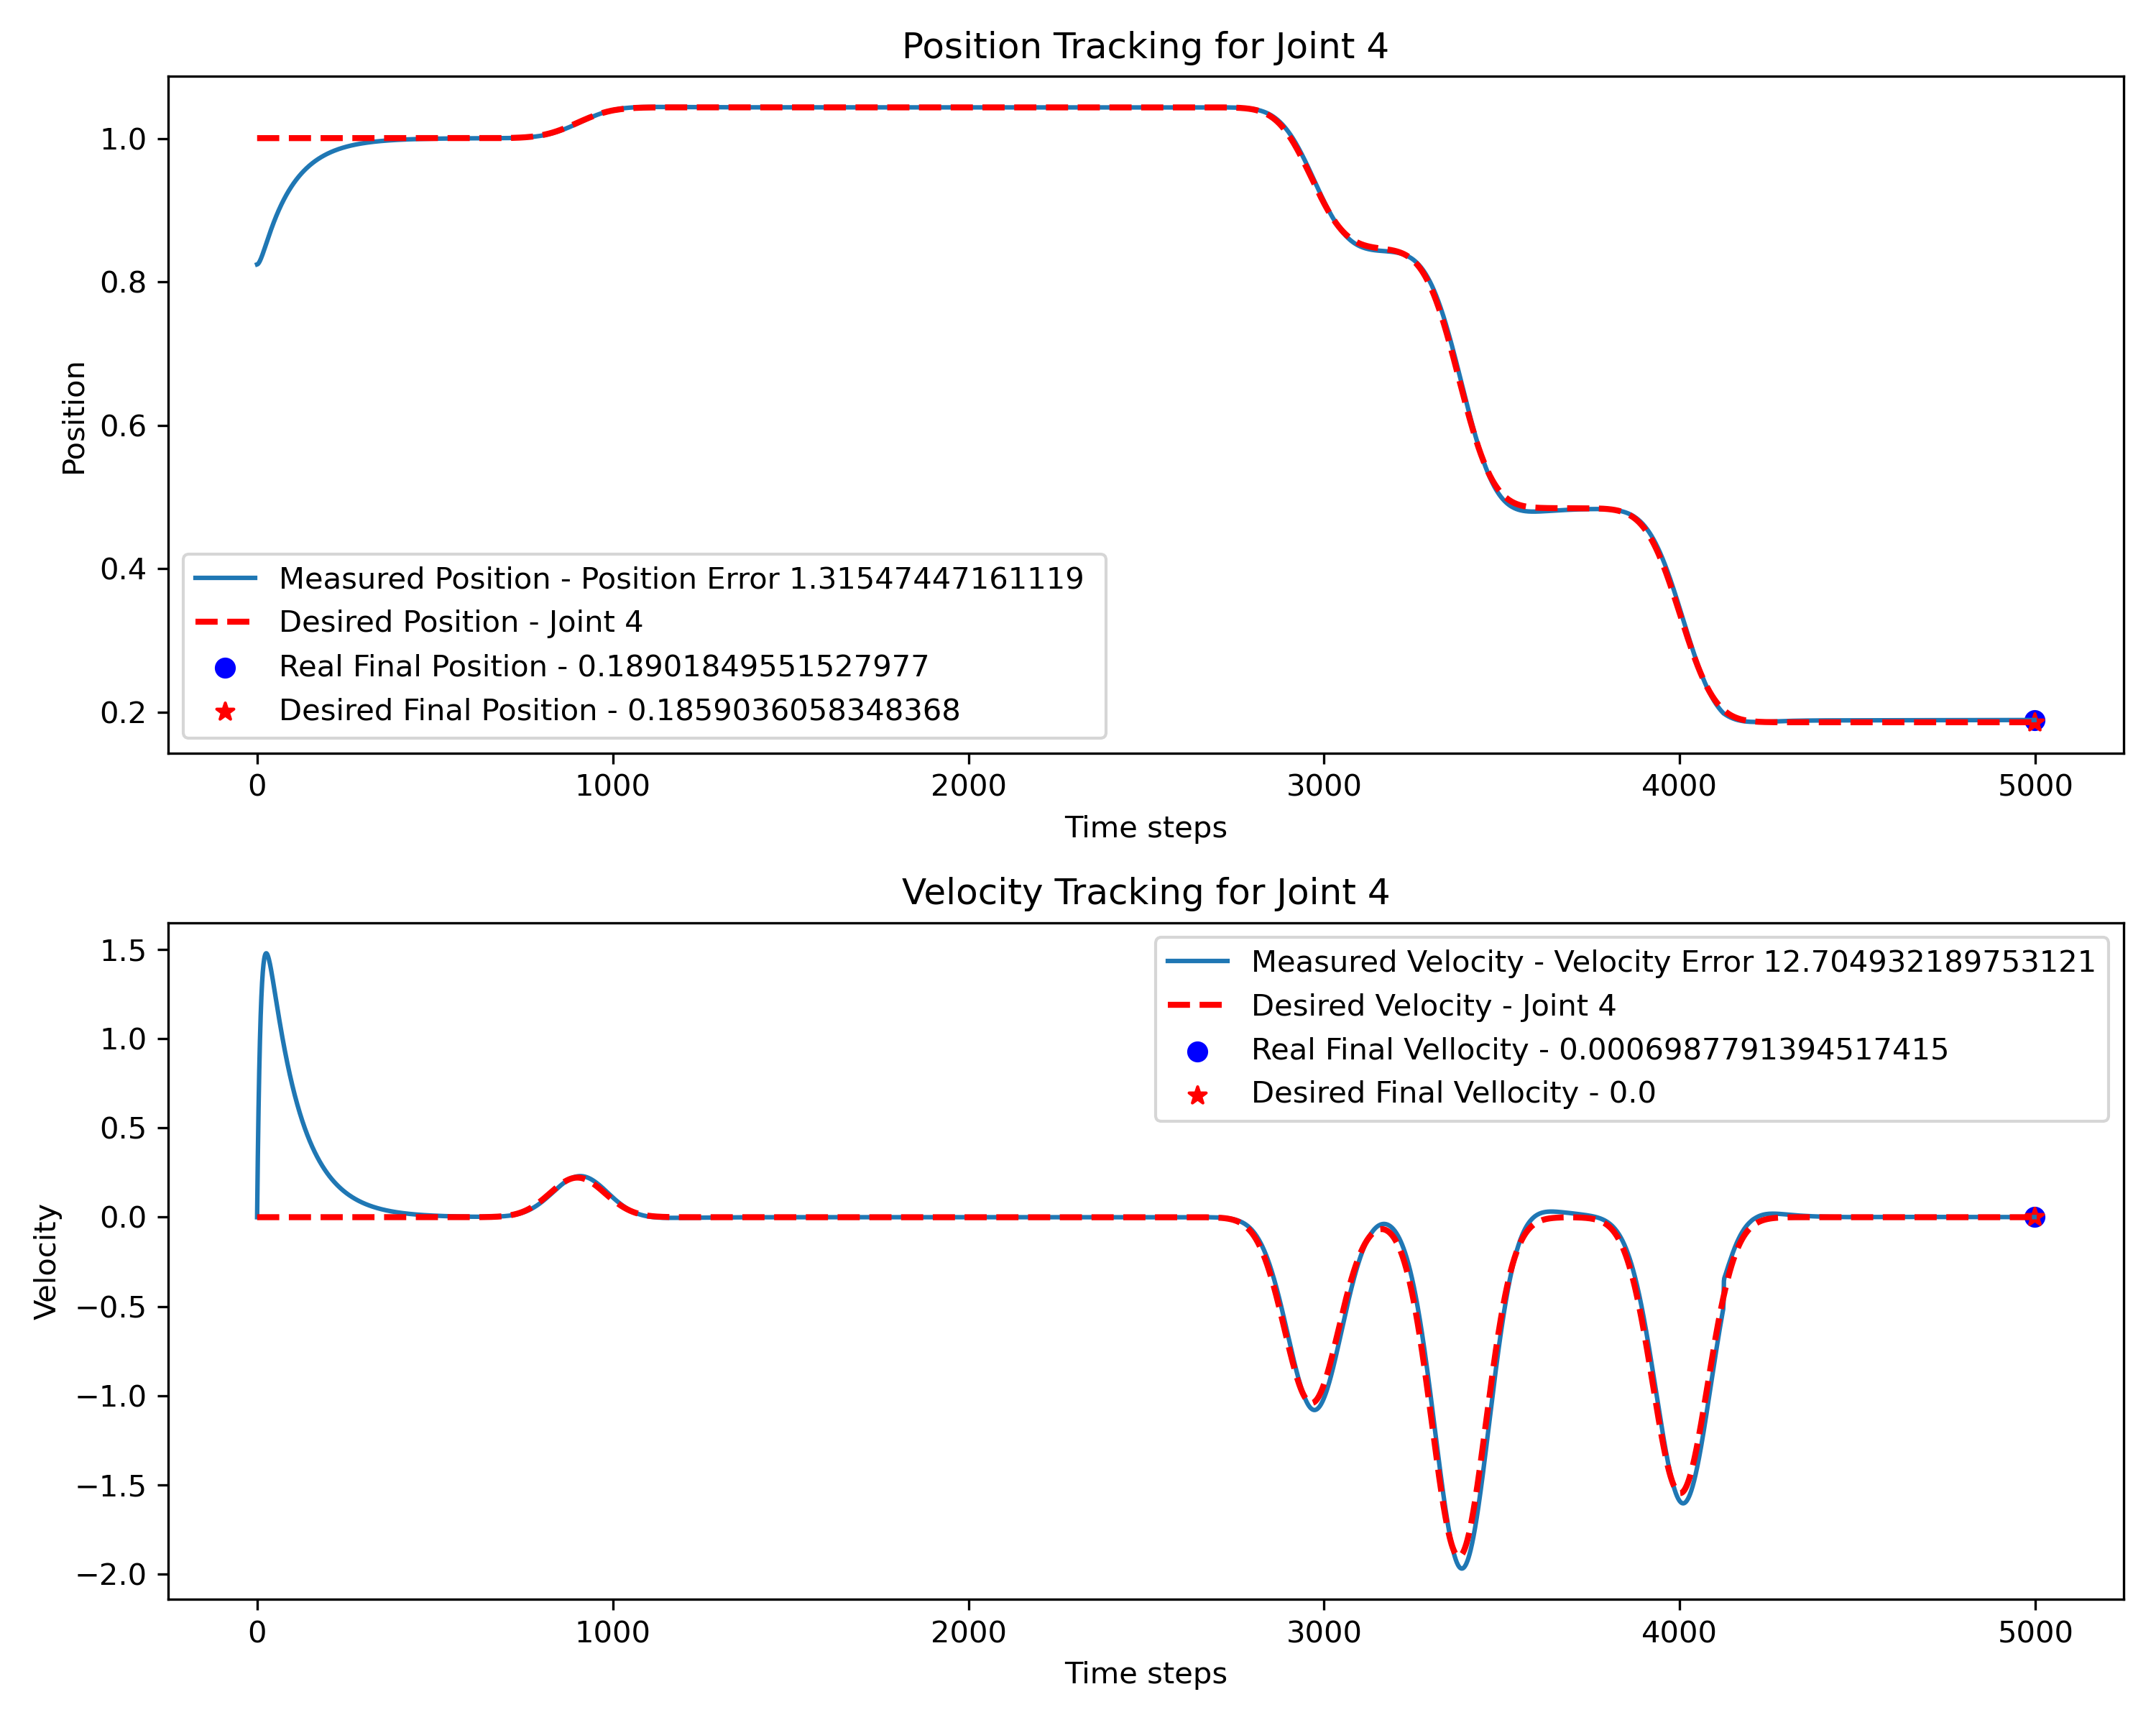 Position Tracking for Joint 4
1.0
0.8
0.6
0.4
0.2
Position
Measured Position - Position Error 1.31547447161119
Desired Position - Joint 4
Real Final Position - 0.18901849551527977
Desired Final Position - 0.1859036058348368
0 1000 2000 3000 4000 5000
Time steps
Velocity Tracking for Joint 4
1.5
1.0
0.5
0.0
−0.5
−1.0
−1.5
−2.0
Velocity
Measured Velocity - Velocity Error 12.704932189753121
Desired Velocity - Joint 4
Real Final Vellocity - 0.0006987791394517415
Desired Final Vellocity - 0.0
0 1000 2000 3000 4000 5000
Time steps